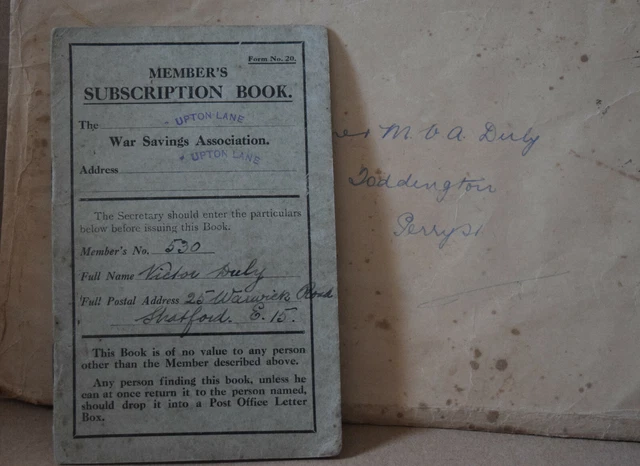 Form No. 20.
MEMBER'S
SUBSCRIPTION BOOK.
The UPTON LANE
War Savings Association.
Address UPTON LANE
The Secretary should enter the particulars
below before issuing this Book.
Member's No. 530
Full Name Victor Duly
Full Postal Address 25 Warwick Road
Stratford. E. 15.
This Book is of no value to any person
other than the Member described above.
Any person finding this book, unless he
can at once return it to the person named,
should drop it into a Post Office Letter
Box.
M. V. A. Duly
Toddington